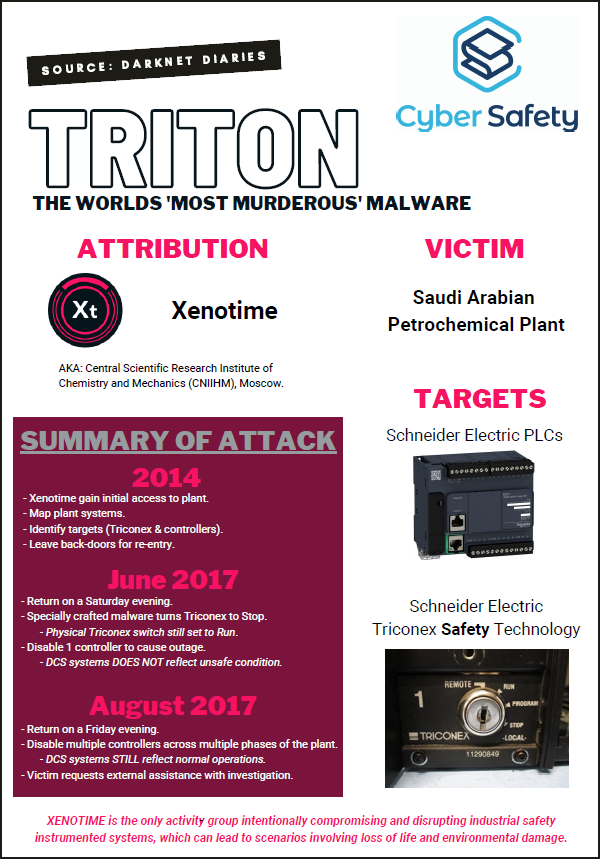 SOURCE: DARKNET DIARIES
Cyber Safety
TRITON
THE WORLDS 'MOST MURDEROUS' MALWARE
ATTRIBUTION
Xt
Xenotime
AKA: Central Scientific Research Institute of
Chemistry and Mechanics (CNIIHM), Moscow.
VICTIM
Saudi Arabian
Petrochemical Plant
TARGETS
Schneider Electric PLCs
Schneider Electric
Triconex Safety Technology
REMOTE
RUN
PROGRAM
STOP
LOCAL
1
TRICONEX
11290849
SUMMARY OF ATTACK
2014
- Xenotime gain initial access to plant.
- Map plant systems.
- Identify targets (Triconex & controllers).
- Leave back-doors for re-entry.
June 2017
- Return on a Saturday evening.
- Specially crafted malware turns Triconex to Stop.
- Physical Triconex switch still set to Run.
- Disable 1 controller to cause outage.
- DCS systems DOES NOT reflect unsafe condition.
August 2017
- Return on a Friday evening.
- Disable multiple controllers across multiple phases of the plant.
- DCS systems STILL reflect normal operations.
- Victim requests external assistance with investigation.
XENOTIME is the only activity group intentionally compromising and disrupting industrial safety
instrumented systems, which can lead to scenarios involving loss of life and environmental damage.